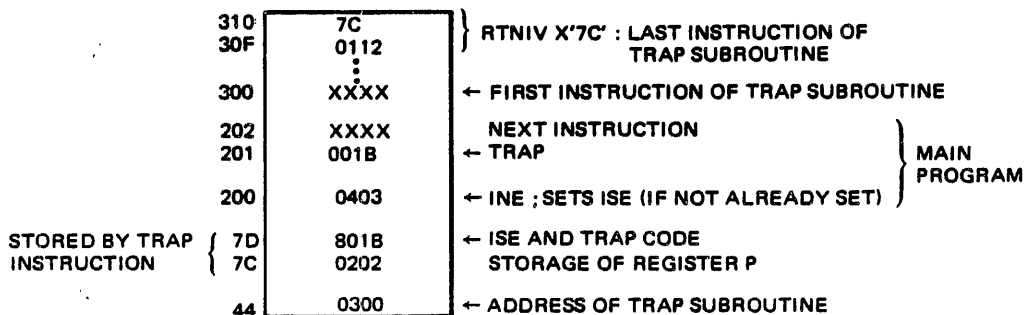 310 7C RTNIV X'7C' : LAST INSTRUCTION OF
30F 0112 TRAP SUBROUTINE
300 XXXX ← FIRST INSTRUCTION OF TRAP SUBROUTINE
202 XXXX NEXT INSTRUCTION
201 001B ← TRAP
MAIN
PROGRAM
200 0403 ← INE ; SETS ISE (IF NOT ALREADY SET)
STORED BY TRAP 7D 801B ← ISE AND TRAP CODE
INSTRUCTION 7C 0202 STORAGE OF REGISTER P
44 0300 ← ADDRESS OF TRAP SUBROUTINE